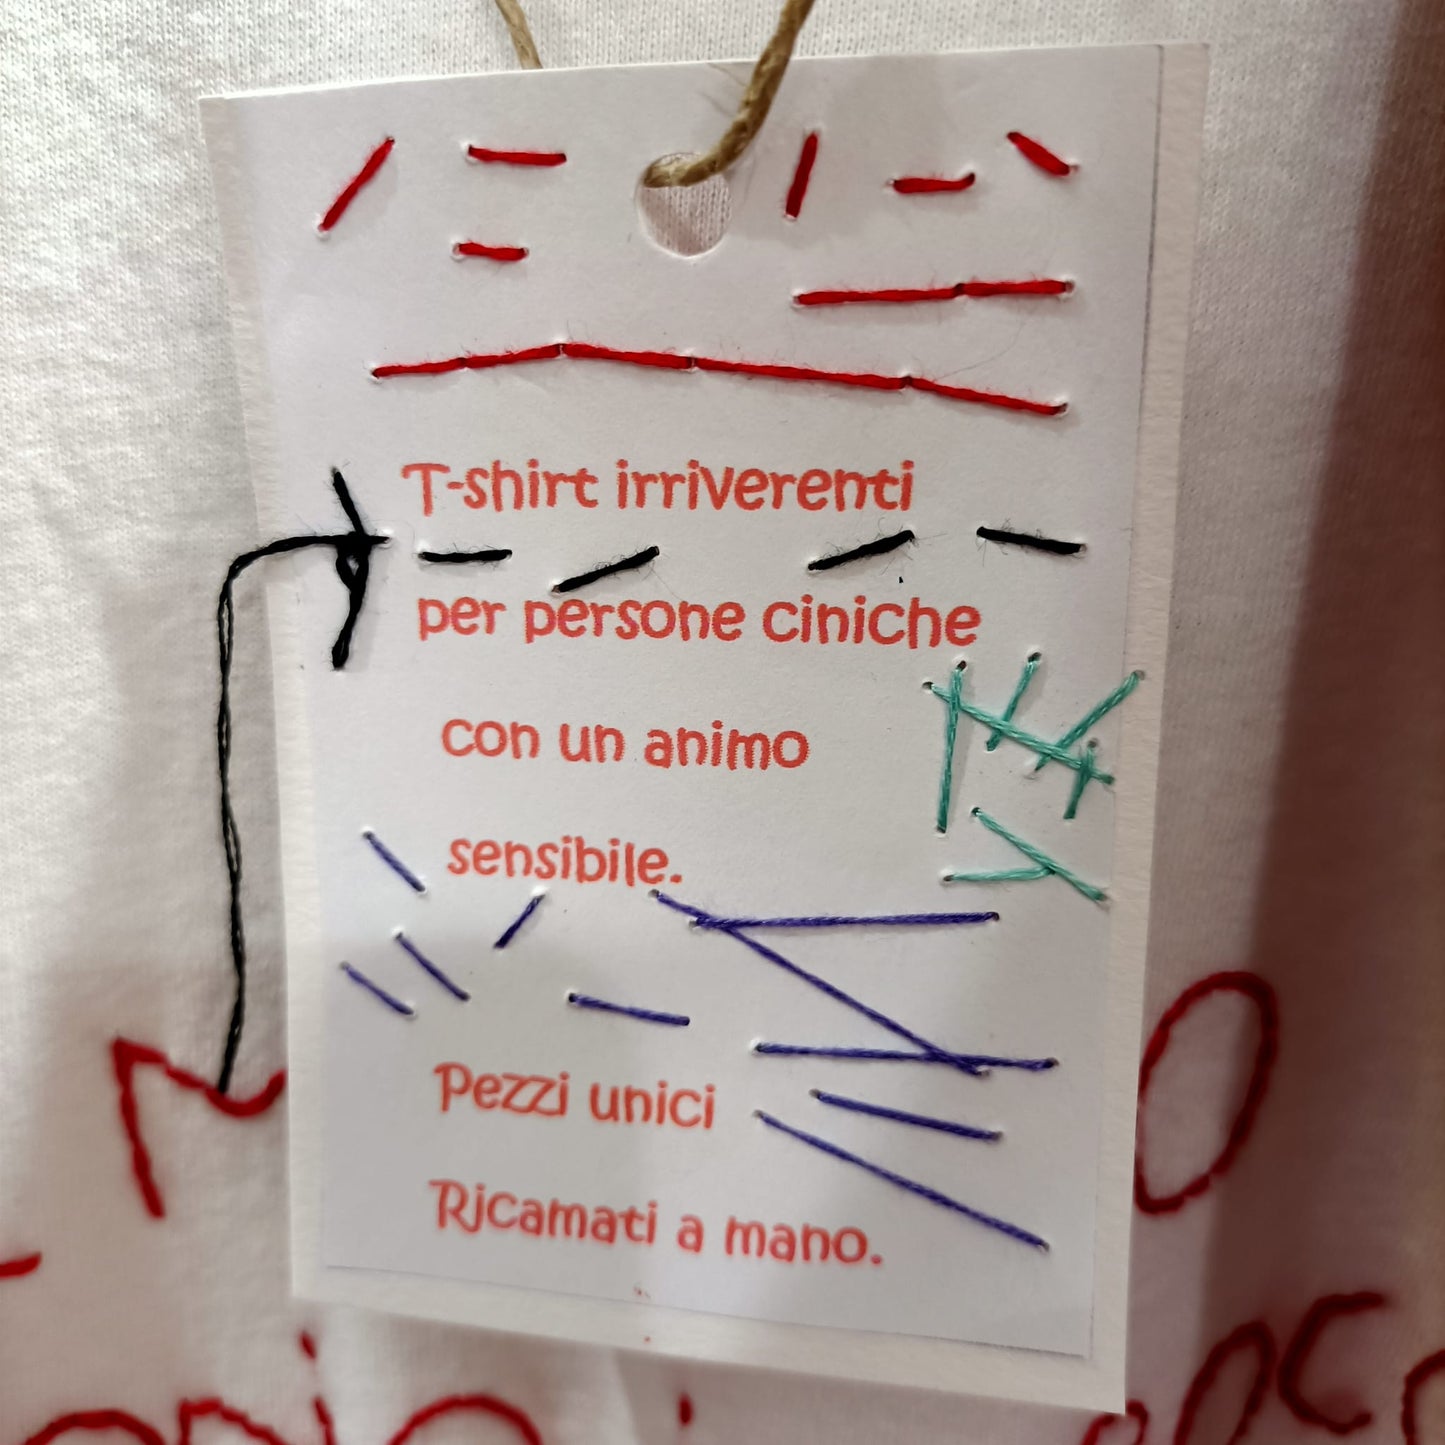 T-shirt irriverenti
per persone ciniche
con un animo
sensibile.
Pezzi unici
Ricamati a mano.